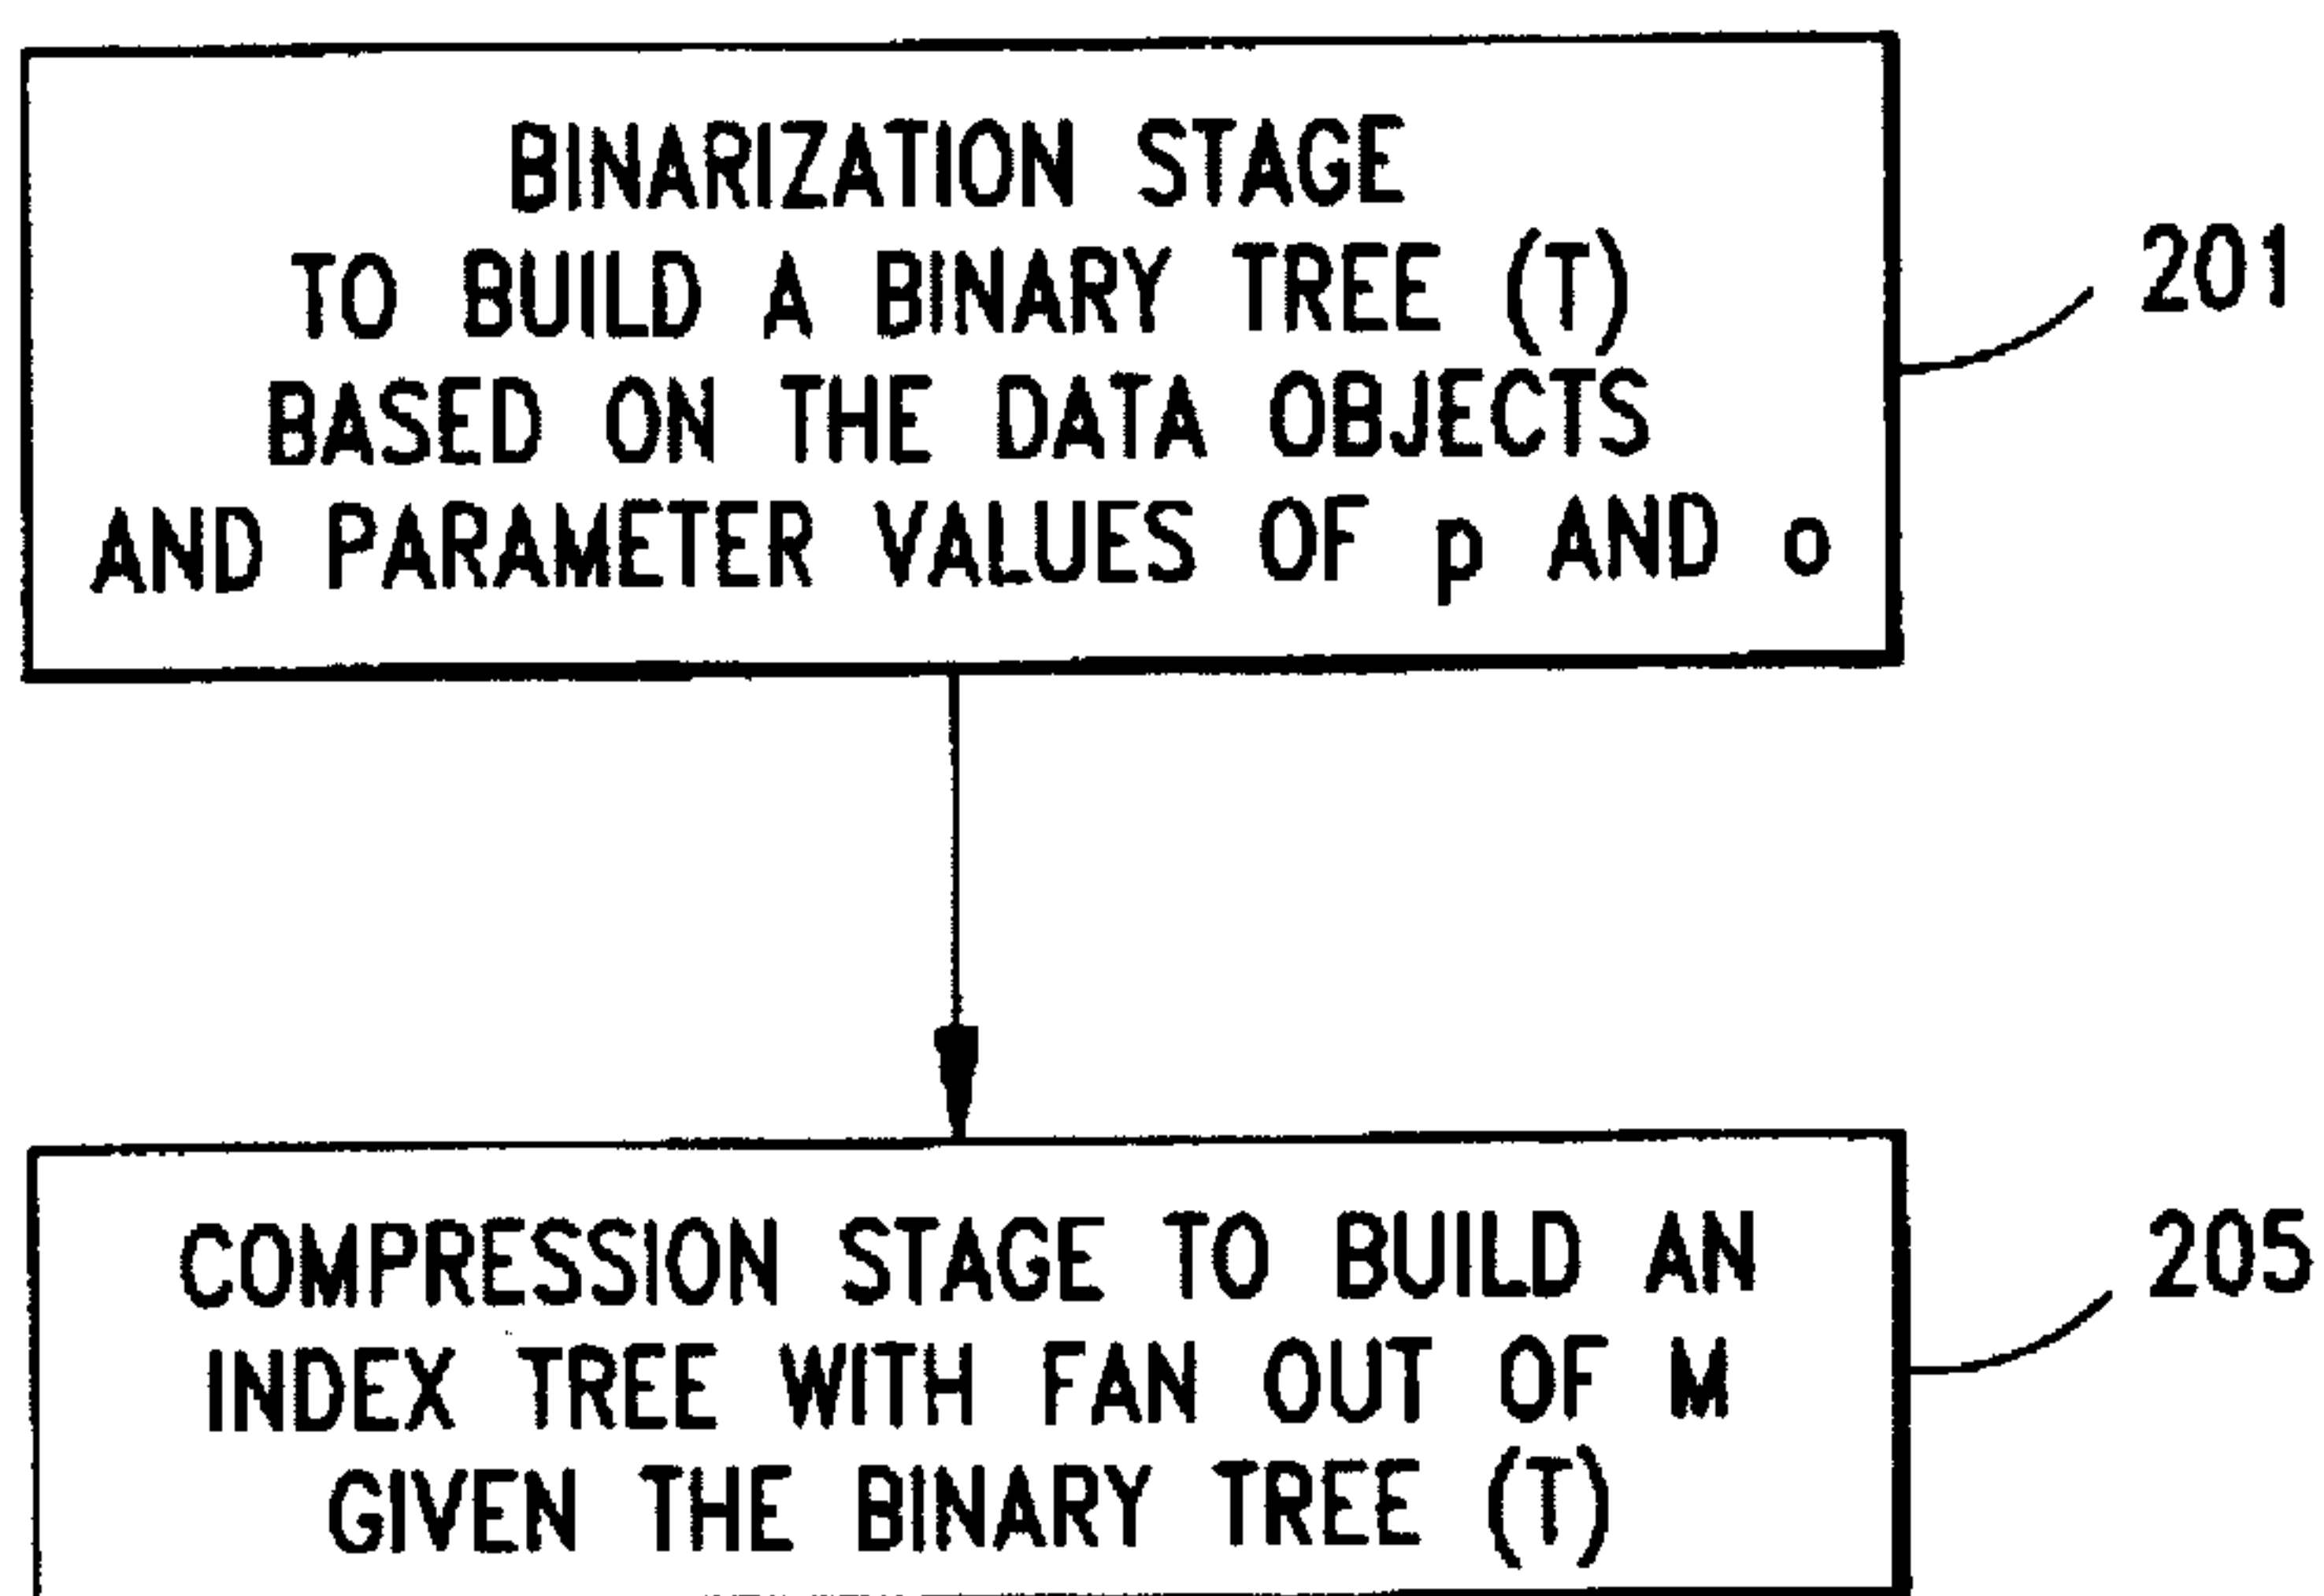 BINARIZATION STAGE
TO BUILD A BINARY TREE (T)
BASED ON THE DATA OBJECTS
AND PARAMETER VALUES OF p AND o
201
COMPRESSION STAGE TO BUILD AN
INDEX TREE WITH FAN OUT OF M
GIVEN THE BINARY TREE (T)
205